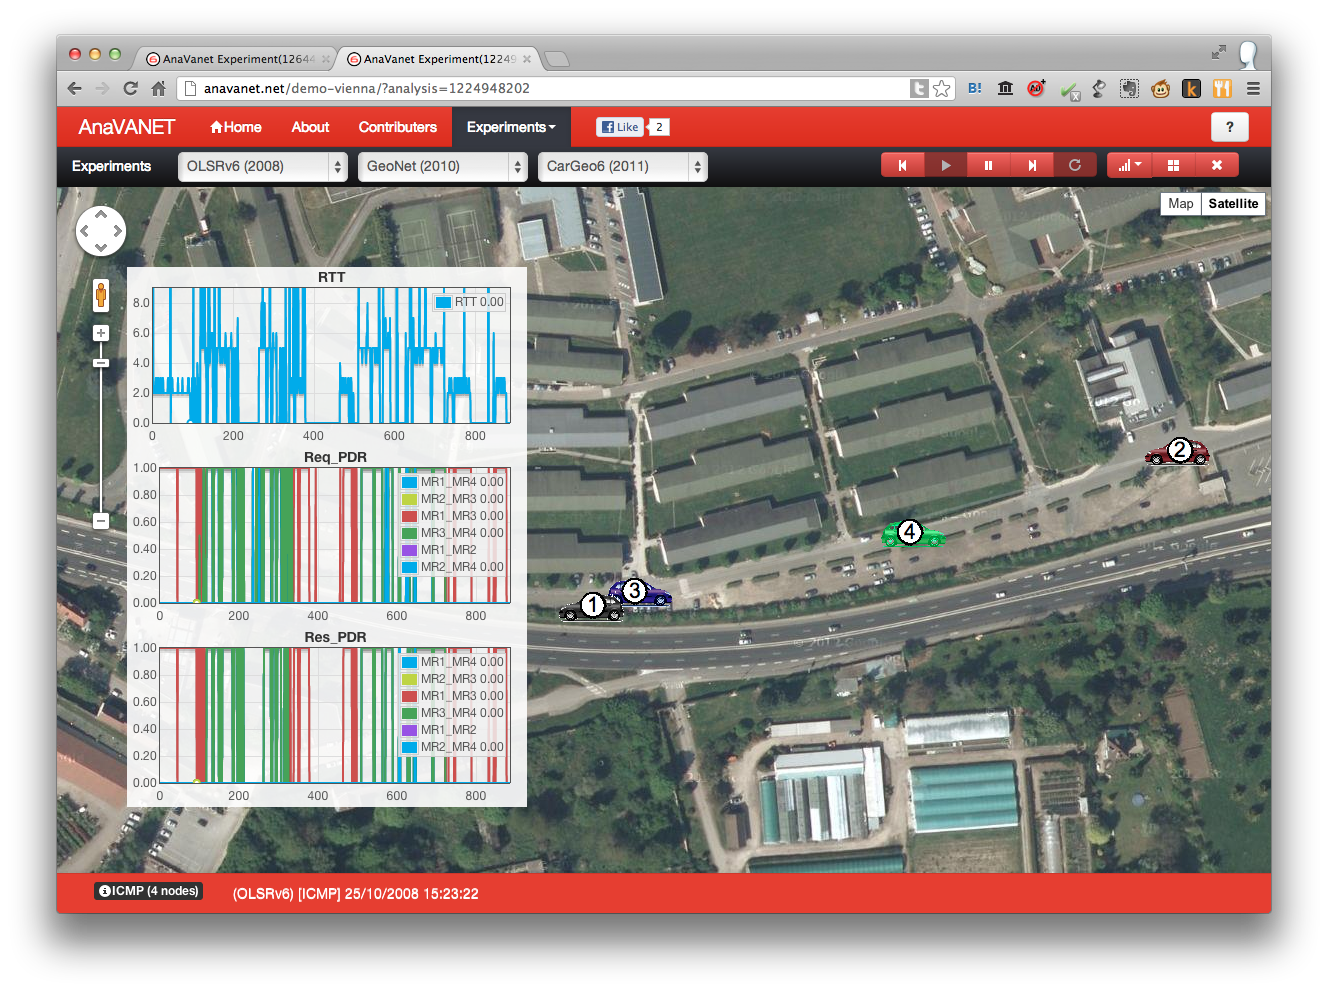 AnaVanet Experiment(12644
AnaVanet Experiment(12249
anavanet.net/demo-vienna/?analysis=1224948202
B!
AnaVANET Home About Contributers Experiments Like 2 ?
Experiments OLSRv6 (2008) GeoNet (2010) CarGeo6 (2011)
Map Satellite
RTT
RTT 0.00
8.0
6.0
4.0
2.0
0.0
0 200 400 600 800
Req_PDR
1.00
0.80
0.60
0.40
0.20
0.00
MR1_MR4 0.00
MR2_MR3 0.00
MR1_MR3 0.00
MR3_MR4 0.00
MR1_MR2
MR2_MR4 0.00
0 200 400 600 800
Res_PDR
1.00
0.80
0.60
0.40
0.20
0.00
MR1_MR4 0.00
MR2_MR3 0.00
MR1_MR3 0.00
MR3_MR4 0.00
MR1_MR2
MR2_MR4 0.00
0 200 400 600 800
2
4
3
1
ICMP (4 nodes) (OLSRv6) [ICMP] 25/10/2008 15:23:22